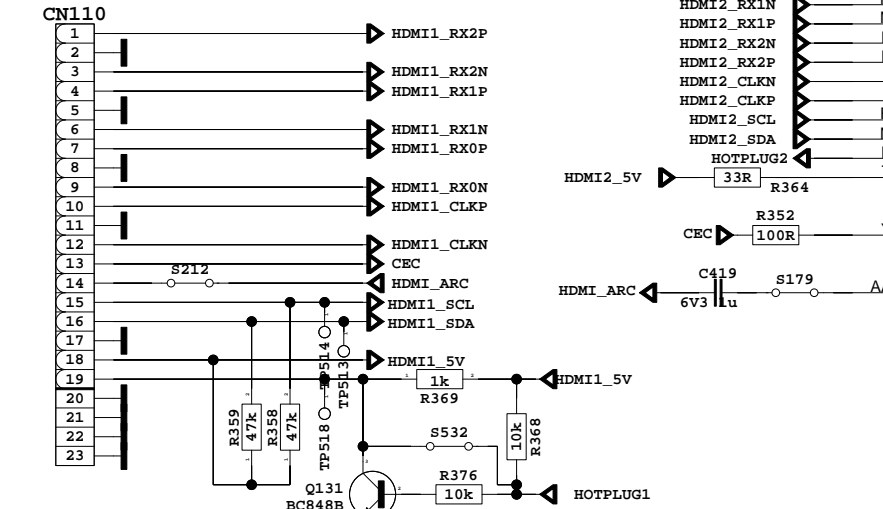 CN110
1 HDMI1_RX2P
2
3 HDMI1_RX2N
4 HDMI1_RX1P
5
6 HDMI1_RX1N
7 HDMI1_RX0P
8
9 HDMI1_RX0N
10 HDMI1_CLKP
11
12 HDMI1_CLKN
13 CEC
S212
14 HDMI_ARC
15 HDMI1_SCL
16 HDMI1_SDA
17
18 HDMI1_5V
19
20
21
22
23
TP514
TP513
TP518
R359
47k
R358
47k
1k
R369
HDMI1_5V
10k
R368
S532
R376
10k
HOTPLUG1
Q131
BC848B
HDMI2_RX1N
HDMI2_RX1P
HDMI2_RX2N
HDMI2_RX2P
HDMI2_CLKN
HDMI2_CLKP
HDMI2_SCL
HDMI2_SDA
HOTPLUG2
HDMI2_5V
33R
R364
R352
CEC
100R
C419
S179
HDMI_ARC
6V3 1u